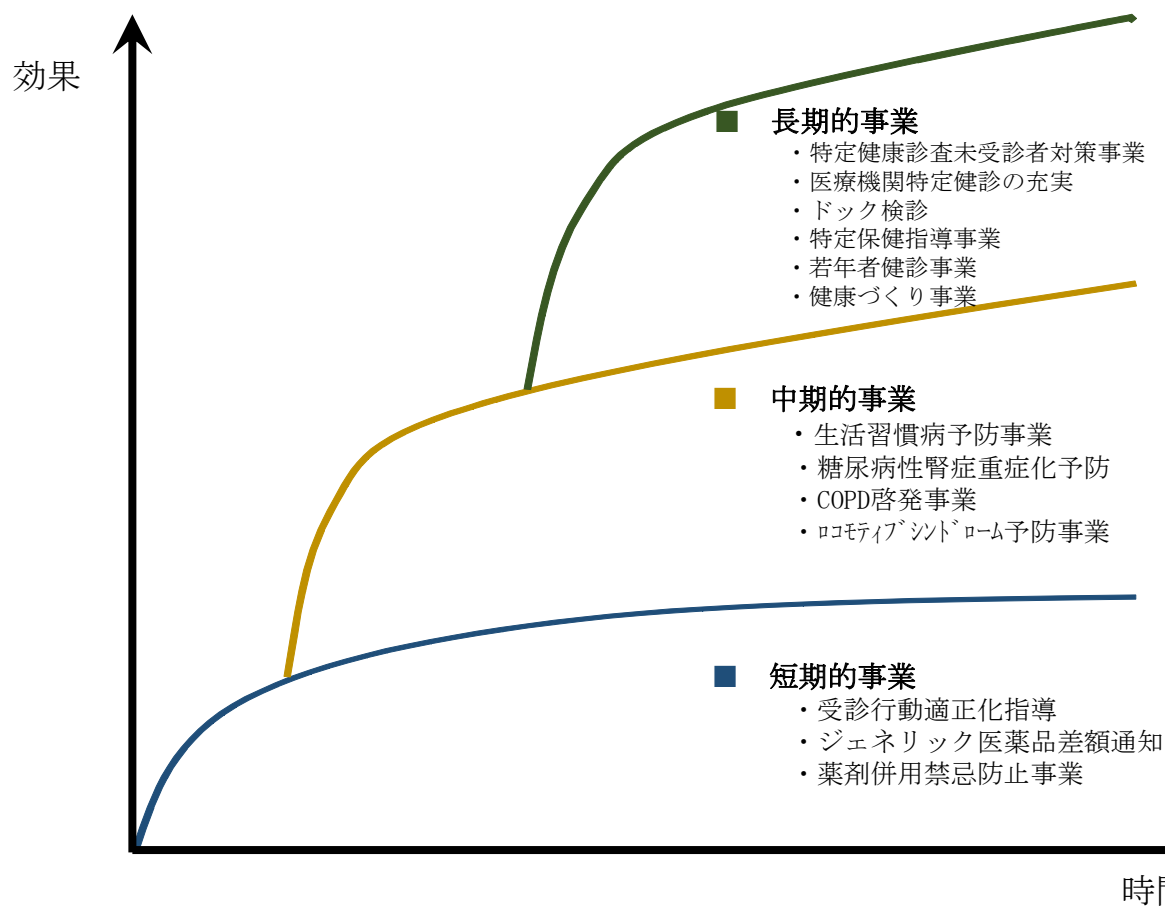 効果
■ 長期的事業
・特定健康診査未受診者対策事業
・医療機関特定健診の充実
・ドック検診
・特定保健指導事業
・若年者健診事業
・健康づくり事業
■ 中期的事業
・生活習慣病予防事業
・糖尿病性腎症重症化予防
・COPD啓発事業
・ﾛｺﾓﾃｨﾌﾞｼﾝﾄﾞﾛｰﾑ予防事業
■ 短期的事業
・受診行動適正化指導
・ジェネリック医薬品差額通知
・薬剤併用禁忌防止事業
時間